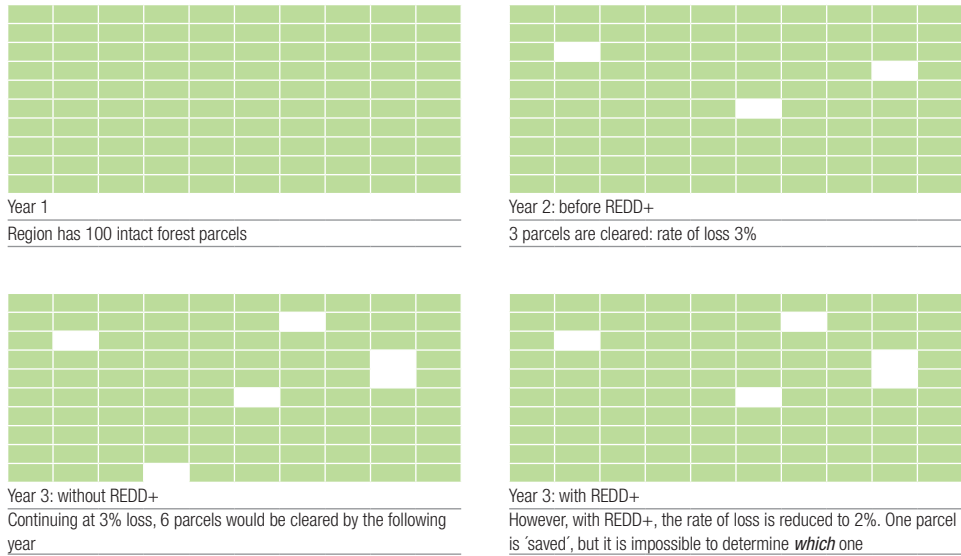 Year 1
Region has 100 intact forest parcels
Year 2: before REDD+
3 parcels are cleared: rate of loss 3%
Year 3: without REDD+
Continuing at 3% loss, 6 parcels would be cleared by the following
year
Year 3: with REDD+
However, with REDD+, the rate of loss is reduced to 2%. One parcel
is ´saved´, but it is impossible to determine which one